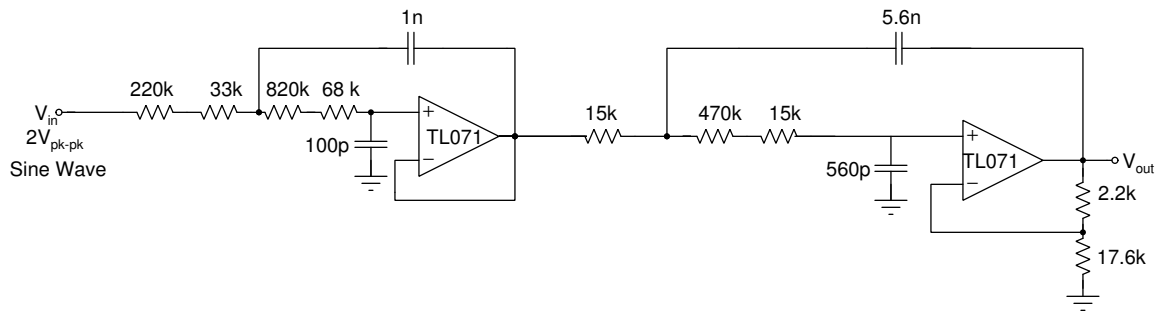 1n
5.6n
220k
33k
820k
68 k
15k
470k
15k
V_in
2V_pk-pk
Sine Wave
100p
+
TL071
−
560p
+
TL071
−
V_out
2.2k
17.6k